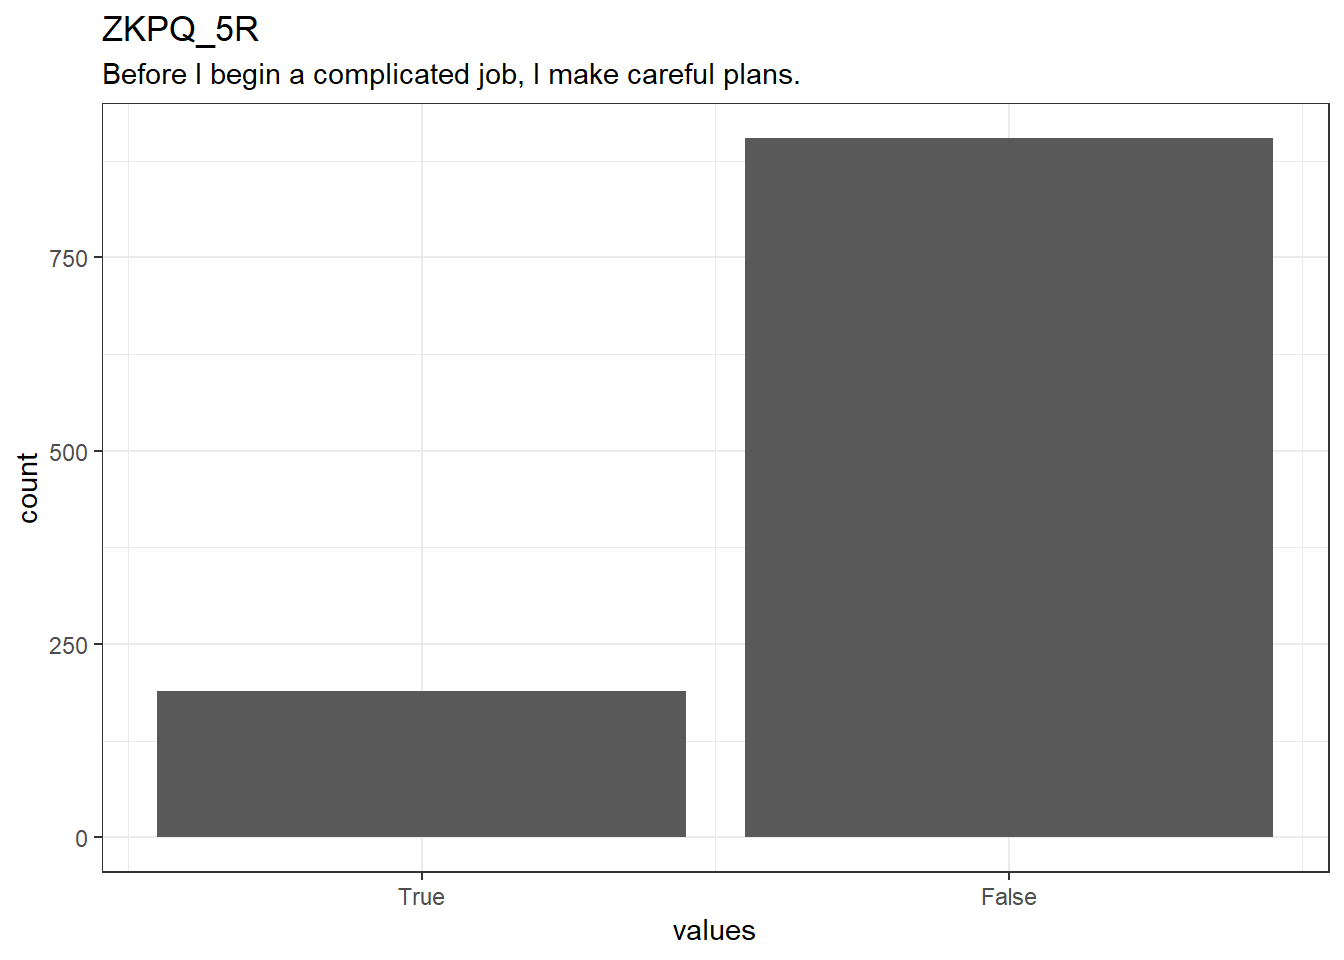 ZKPQ_5R
Before I begin a complicated job, I make careful plans.
750
500
250
0
count
True False
values